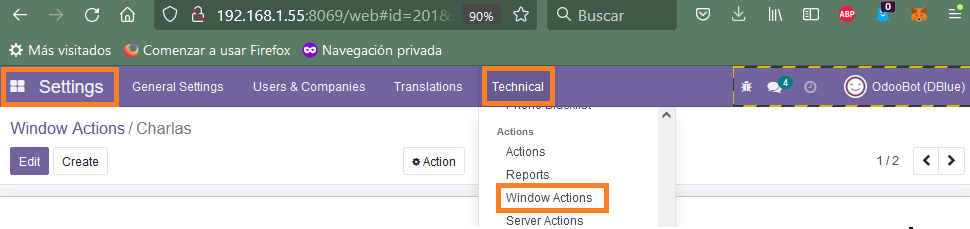 192.168.1.55:8069/web#id=201& 90% Buscar ABP 0
Más visitados Comenzar a usar Firefox Navegación privada
Settings General Settings Users & Companies Translations Technical 4 OdooBot (DBlue)
Phone Blacklist
Window Actions / Charlas
Actions
Edit Create Action Actions 1 / 2
Reports
Window Actions
Server Actions